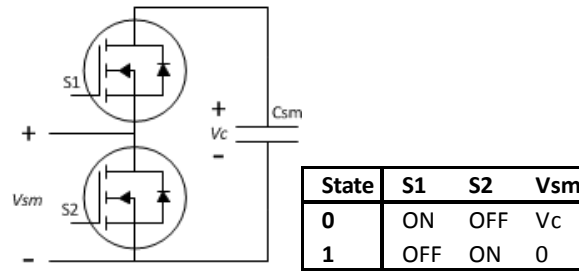 S1
+
Vc
-
Csm
+
Vsm
S2
-
State S1 S2 Vsm
0 ON OFF Vc
1 OFF ON 0